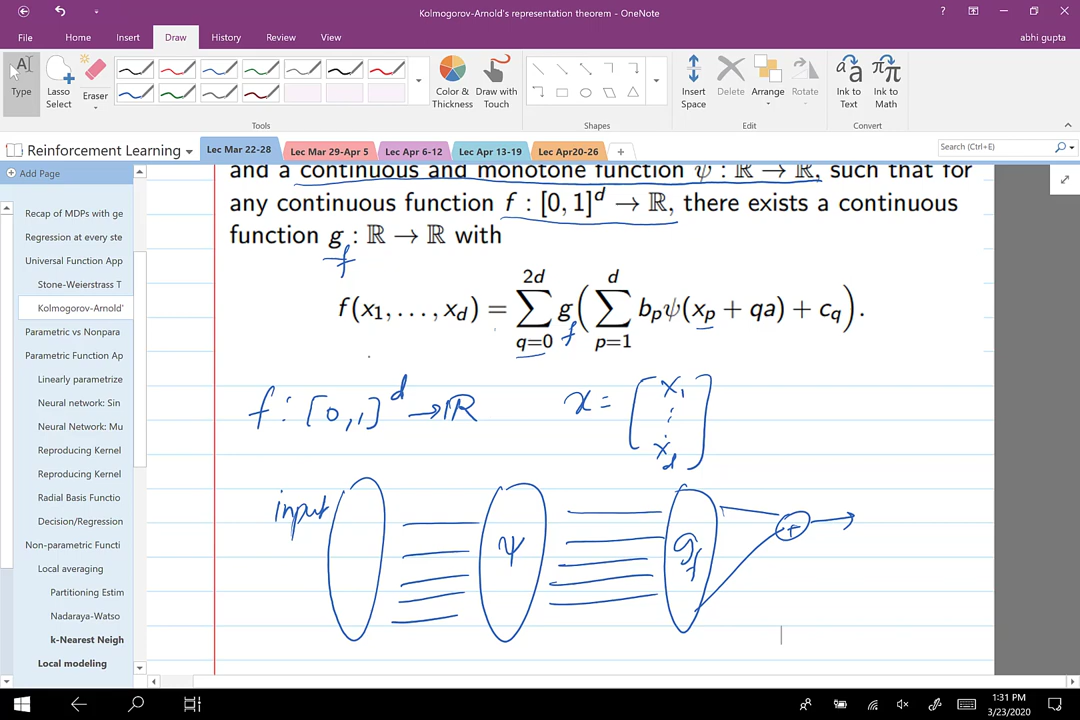 Kolmogorov-Arnold's representation theorem - OneNote
File Home Insert Draw History Review View
abhi gupta
Type
Lasso Select
Eraser
Color & Thickness
Draw with Touch
Insert Space
Delete
Arrange
Rotate
Ink to Text
Ink to Math
Tools
Shapes
Edit
Convert
Reinforcement Learning
Lec Mar 22-28
Lec Mar 29-Apr 5
Lec Apr 6-12
Lec Apr 13-19
Lec Apr20-26
Search (Ctrl+E)
Add Page
Recap of MDPs with ge
Regression at every ste
Universal Function App
Stone-Weierstrass T
Kolmogorov-Arnold'
Parametric vs Nonpara
Parametric Function Ap
Linearly parametrize
Neural network: Sin
Neural Network: Mu
Reproducing Kernel
Reproducing Kernel
Radial Basis Functio
Decision/Regression
Non-parametric Functi
Local averaging
Partitioning Estim
Nadaraya-Watso
k-Nearest Neigh
Local modeling
and a continuous and monotone function ψ : ℝ → ℝ, such that for
any continuous function f : [0, 1]^d → ℝ, there exists a continuous
function g_f : ℝ → ℝ with
f(x₁, . . . , x_d) = ∑_{q=0}^{2d} g_f ( ∑_{p=1}^{d} b_p ψ(x_p + qa) + c_q ).
f : [0,1]^d → ℝ
x = [ x₁ ⋮ x_d ]
input
ψ
g_f
+
1:31 PM
3/23/2020